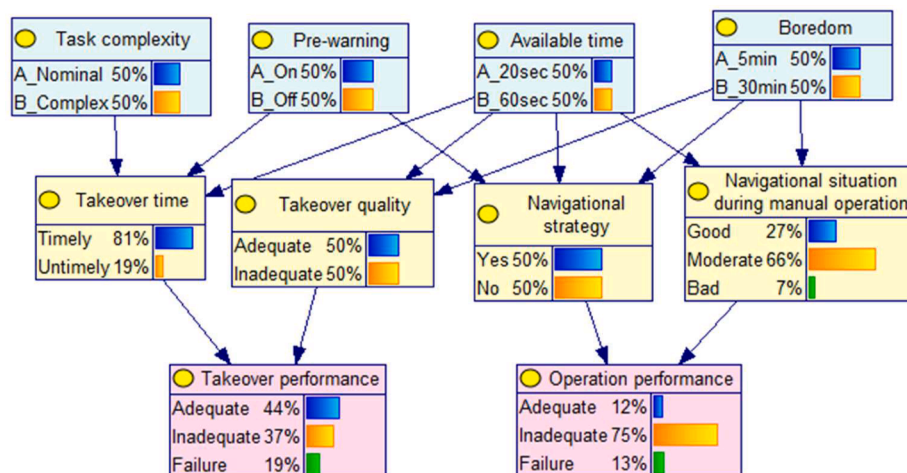 Task complexity
A_Nominal 50%
B_Complex 50%
Pre-warning
A_On 50%
B_Off 50%
Available time
A_20sec 50%
B_60sec 50%
Boredom
A_5min 50%
B_30min 50%
Takeover time
Timely 81%
Untimely 19%
Takeover quality
Adequate 50%
Inadequate 50%
Navigational
strategy
Yes 50%
No 50%
Navigational situation
during manual operation
Good 27%
Moderate 66%
Bad 7%
Takeover performance
Adequate 44%
Inadequate 37%
Failure 19%
Operation performance
Adequate 12%
Inadequate 75%
Failure 13%